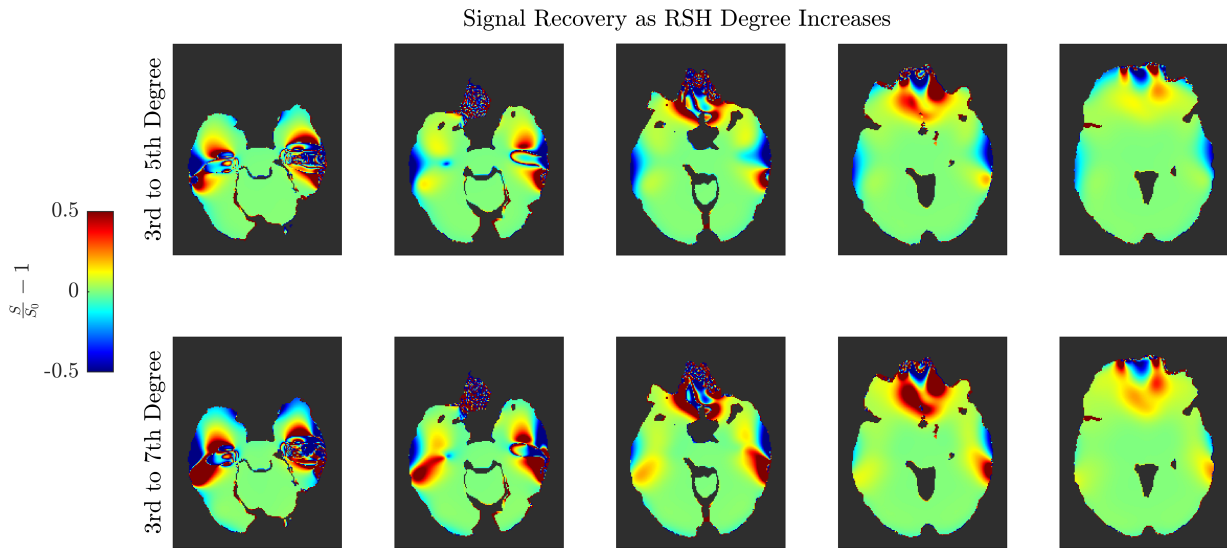 Signal Recovery as RSH Degree Increases
3rd to 5th Degree
0.5
0
-0.5
S/S₀ − 1
3rd to 7th Degree